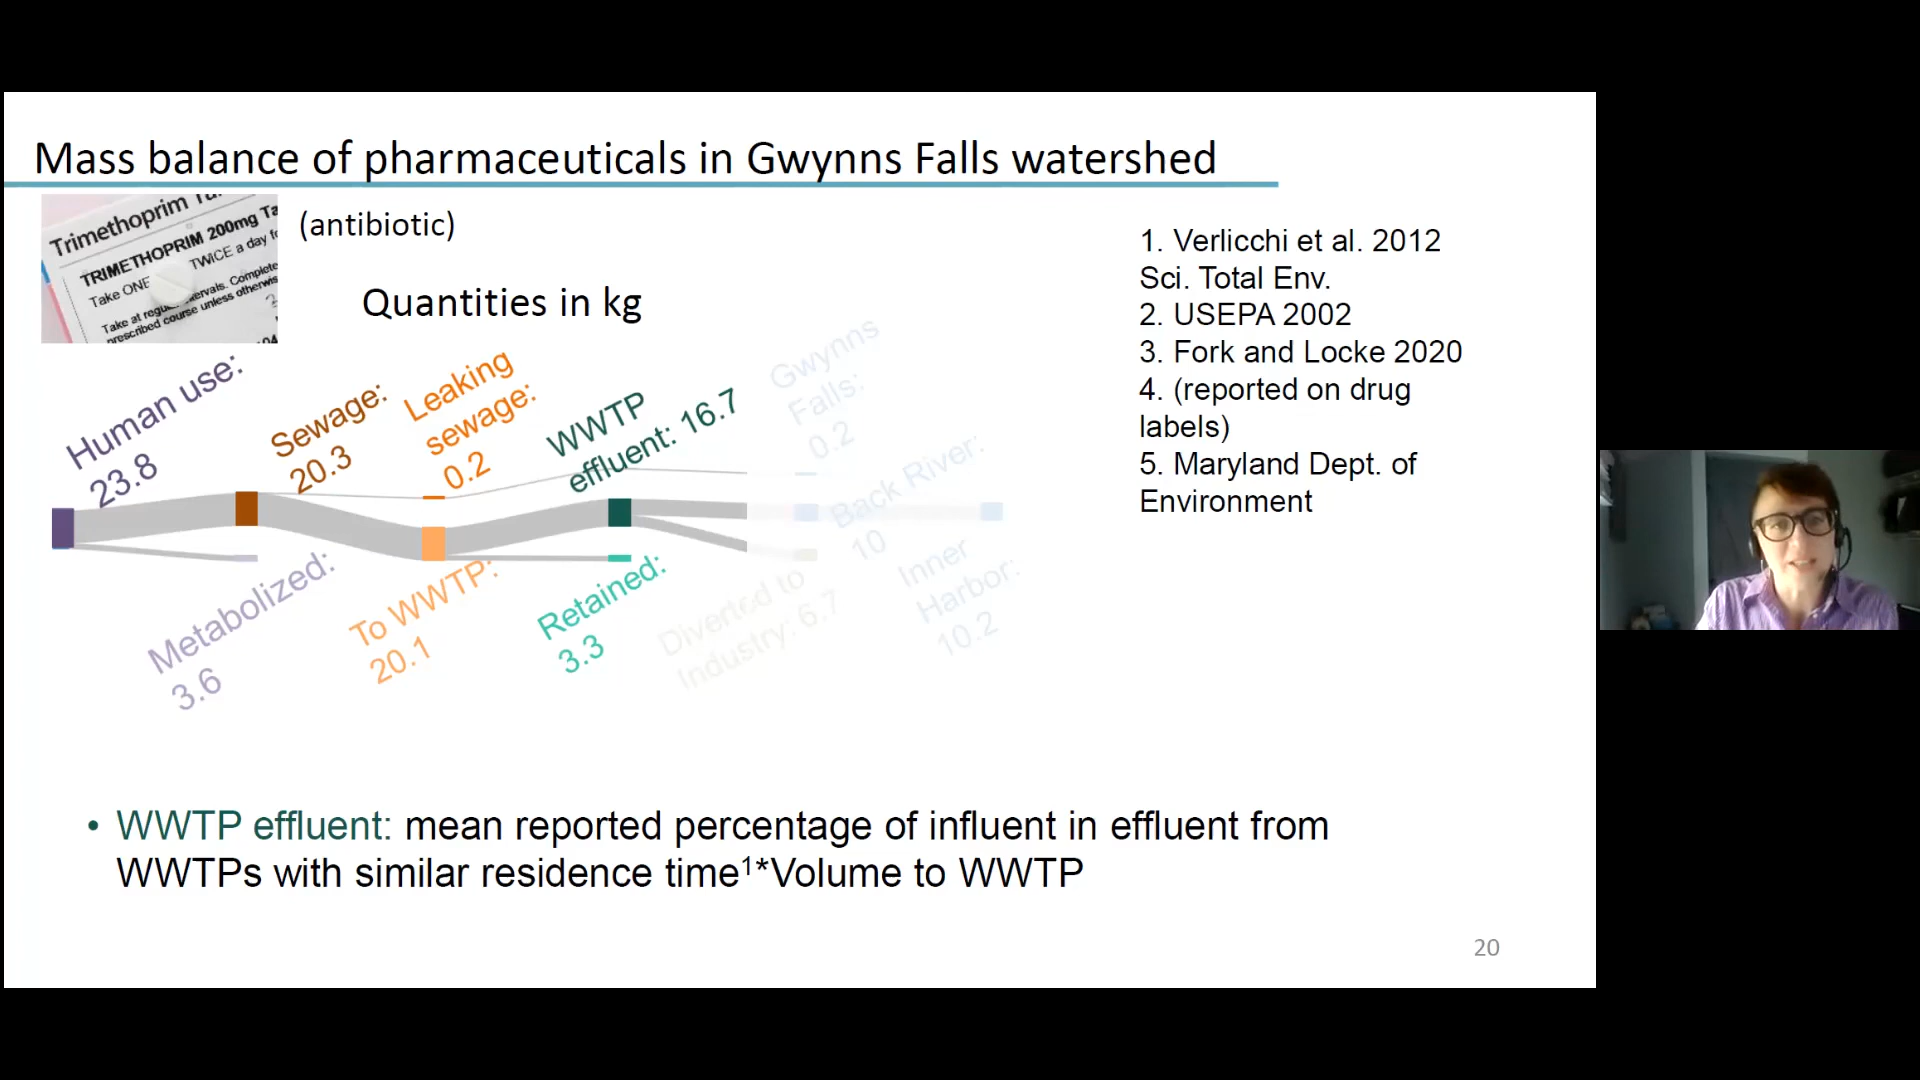 Mass balance of pharmaceuticals in Gwynns Falls watershed
Trimethoprim
TRIMETHOPRIM 200mg
Take ONE TWICE a day
Take at Complete
prescribed course unless
(antibiotic)
Quantities in kg
Human use:
23.8
Sewage:
20.3
Leaking
sewage:
0.2
WWTP
effluent: 16.7
Gwynns
Falls:
0.2
Back River:
10
Metabolized:
3.6
To WWTP:
20.1
Retained:
3.3
Diverted to
Industry: 6.7
Inner
Harbor:
10.2
1. Verlicchi et al. 2012
Sci. Total Env.
2. USEPA 2002
3. Fork and Locke 2020
4. (reported on drug
labels)
5. Maryland Dept. of
Environment
• WWTP effluent: mean reported percentage of influent in effluent from
WWTPs with similar residence time¹*Volume to WWTP
20